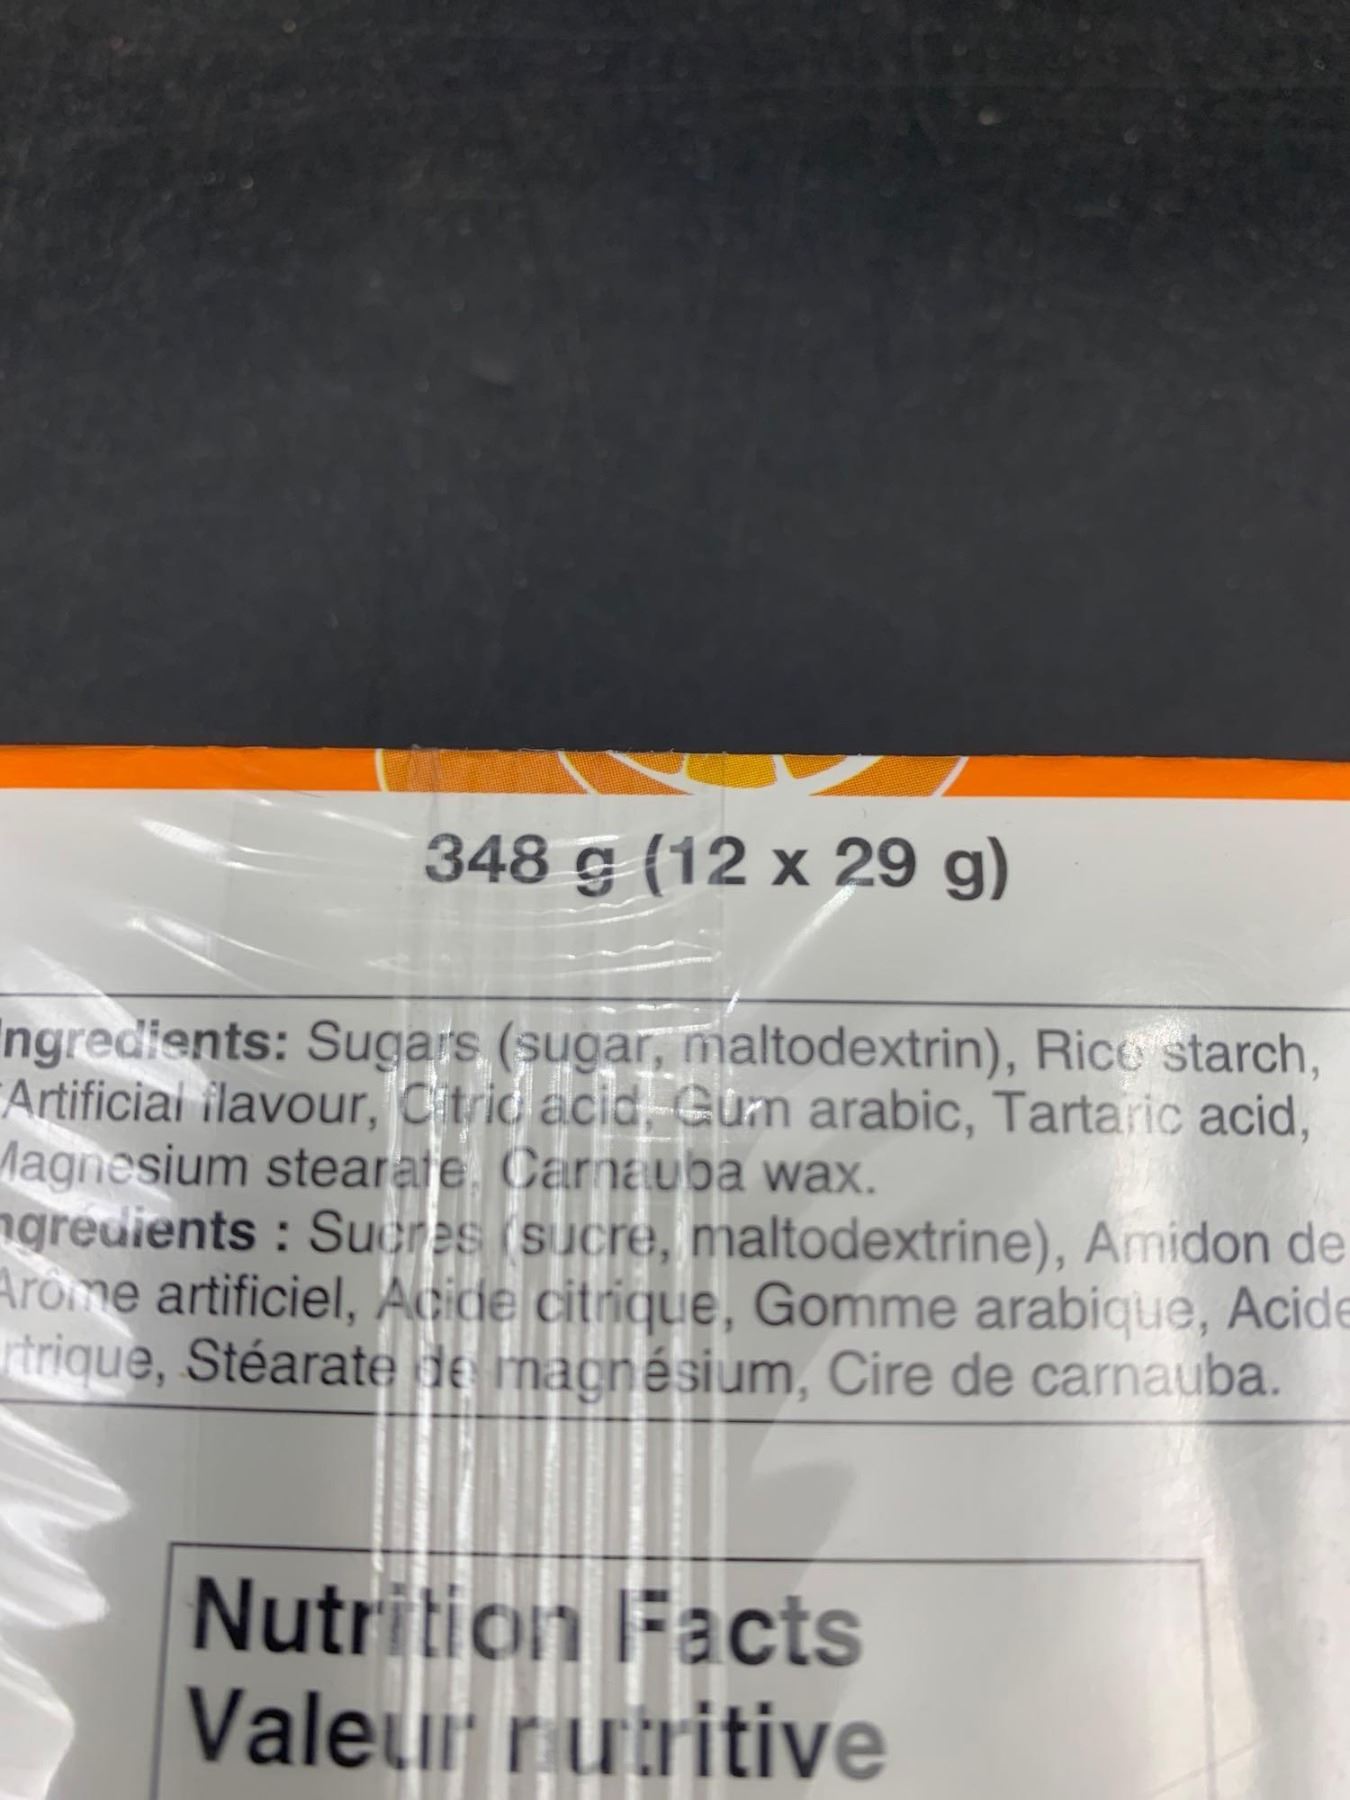 348 g (12 x 29 g)
Ingredients: Sugars (sugar, maltodextrin), Rice starch,
Artificial flavour, Citric acid, Gum arabic, Tartaric acid,
Magnesium stearate, Carnauba wax.
ngrédients : Sucres (sucre, maltodextrine), Amidon de
Arôme artificiel, Acide citrique, Gomme arabique, Acide
rtrique, Stéarate de magnésium, Cire de carnauba.
Nutrition Facts
Valeur nutritive